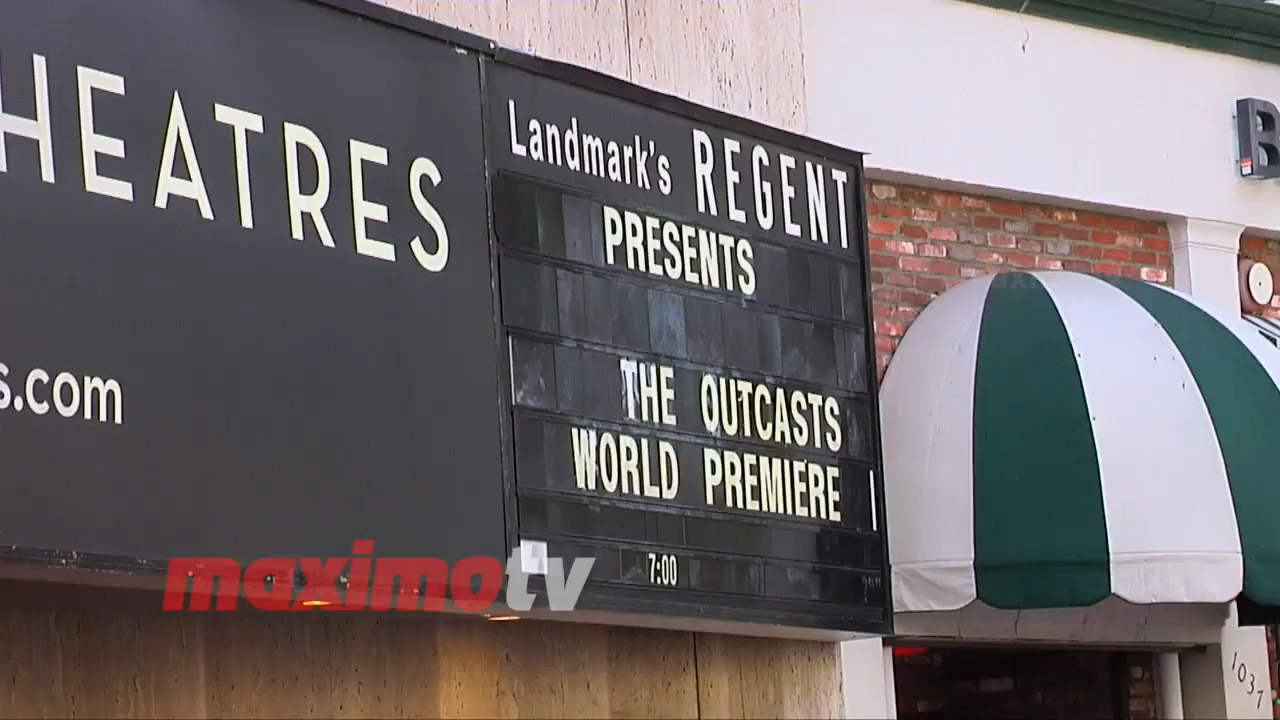 HEATRES
s.com
Landmark's REGENT
PRESENTS
THE OUTCASTS
WORLD PREMIERE
7:00
maximotv
B
1037